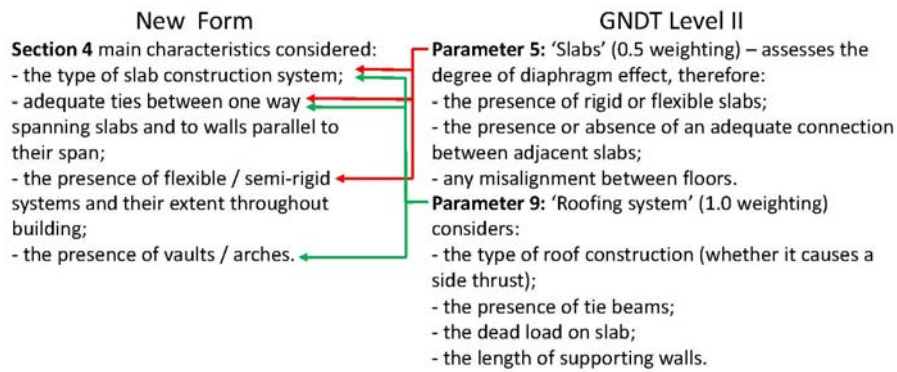 New Form
Section 4 main characteristics considered:
- the type of slab construction system;
- adequate ties between one way
spanning slabs and to walls parallel to
their span;
- the presence of flexible / semi-rigid
systems and their extent throughout
building;
- the presence of vaults / arches.
GNDT Level II
Parameter 5: ‘Slabs’ (0.5 weighting) – assesses the
degree of diaphragm effect, therefore:
- the presence of rigid or flexible slabs;
- the presence or absence of an adequate connection
between adjacent slabs;
- any misalignment between floors.
Parameter 9: ‘Roofing system’ (1.0 weighting)
considers:
- the type of roof construction (whether it causes a
side thrust);
- the presence of tie beams;
- the dead load on slab;
- the length of supporting walls.